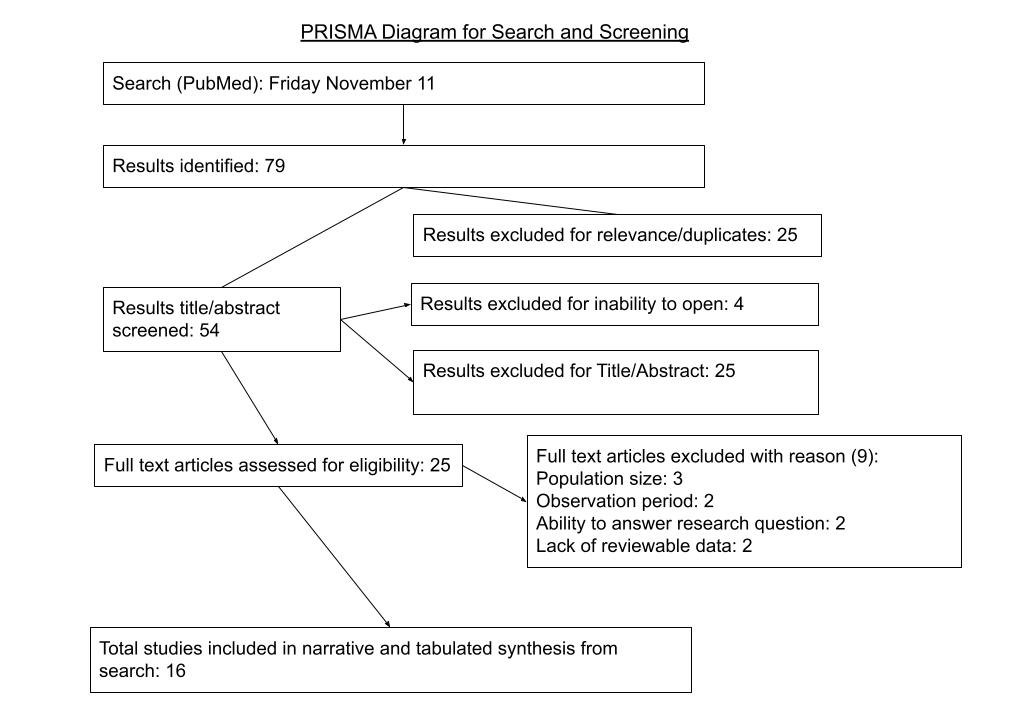 PRISMA Diagram for Search and Screening
Search (PubMed): Friday November 11
Results identified: 79
Results excluded for relevance/duplicates: 25
Results title/abstract
screened: 54
Results excluded for inability to open: 4
Results excluded for Title/Abstract: 25
Full text articles assessed for eligibility: 25
Full text articles excluded with reason (9):
Population size: 3
Observation period: 2
Ability to answer research question: 2
Lack of reviewable data: 2
Total studies included in narrative and tabulated synthesis from
search: 16